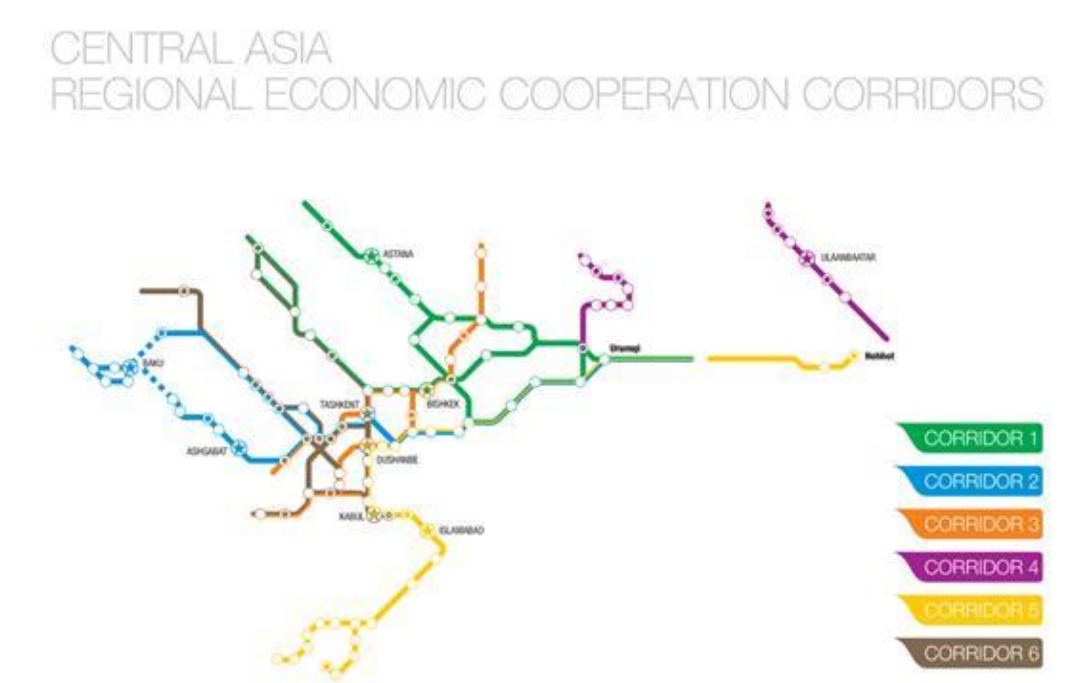 CENTRAL ASIA
REGIONAL ECONOMIC COOPERATION CORRIDORS
ASTANA
ULAANBAATAR
Urumqi
Hohhot
BAKU
TASHKENT
BISHKEK
ASHGABAT
DUSHANBE
KABUL
ISLAMABAD
CORRIDOR 1
CORRIDOR 2
CORRIDOR 3
CORRIDOR 4
CORRIDOR 5
CORRIDOR 6